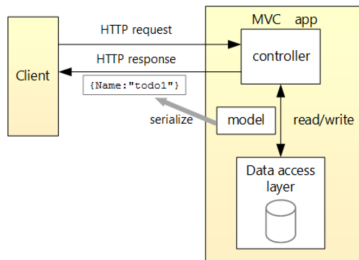 MVC app
HTTP request
HTTP response
controller
Client
{Name:"todo1"}
serialize
model
read/write
Data access
layer